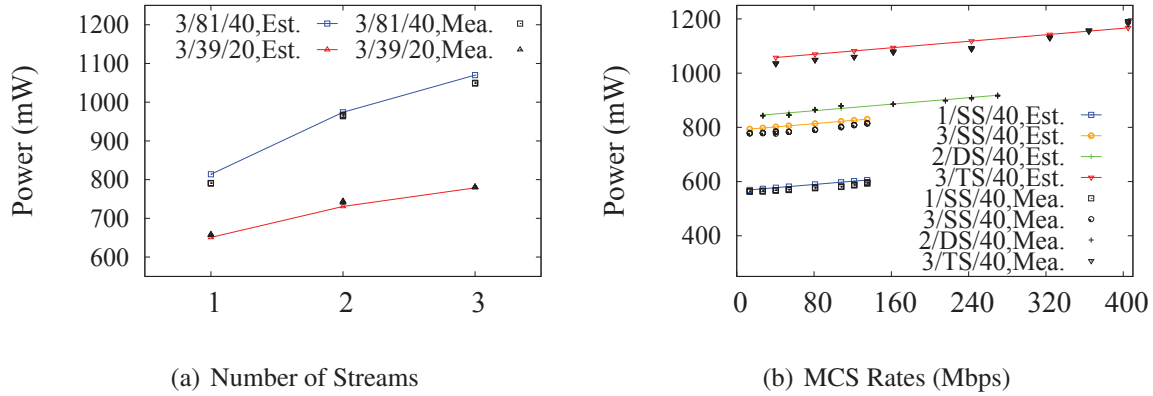 1200
1100
1000
900
800
700
600
Power (mW)
3/81/40,Est.
3/81/40,Mea.
3/39/20,Est.
3/39/20,Mea.
1
2
3
(a) Number of Streams
1200
1000
800
600
400
Power (mW)
1/SS/40,Est.
3/SS/40,Est.
2/DS/40,Est.
3/TS/40,Est.
1/SS/40,Mea.
3/SS/40,Mea.
2/DS/40,Mea.
3/TS/40,Mea.
0
80
160
240
320
400
(b) MCS Rates (Mbps)